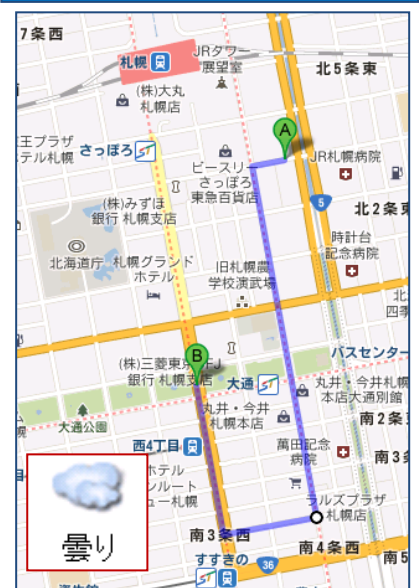 7条西
札幌
JRタワー
展望室
北5条東
(株)大丸
札幌店
王プラザ
テル札幌
さっぽろ
ST
A
JR札幌病院
ビースリー
さっぽろ
東急百貨店
(株)みずほ
銀行 札幌支店
5
北2条
時計台
記念病院
北海道庁
札幌グランド
ホテル
旧札幌農
学校演武場
北
四季
B
(株)三菱東京
UFJ
銀行 札幌支店
バスセンター
大通
ST
丸井・今井札幌
本店大通別館
丸井・今井
札幌本店
大通公園
南2条
西4丁目
萬田記念
病院
南3
ホテル
ンルート
ュー札幌
ラルズプラザ
札幌店
曇り
南3条西
南4条西
すすきの
ST
36
南5